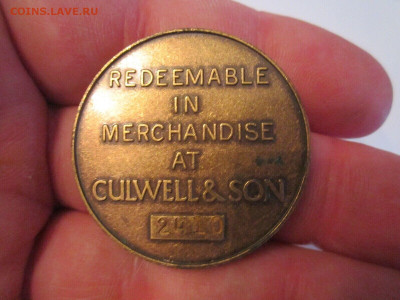 COINS.LAVE.RU
REDEEMABLE
IN
MERCHANDISE
AT
CULWELL & SON